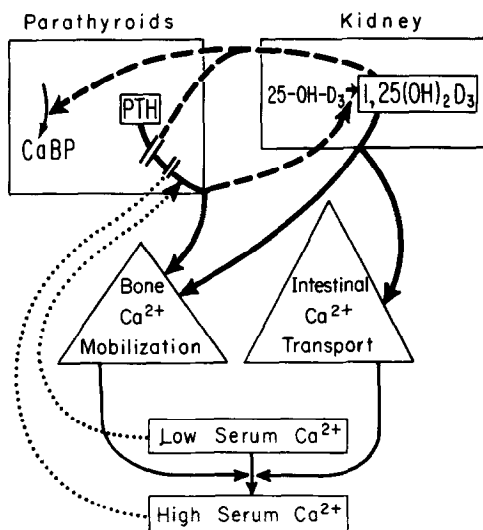 Parathyroids
Kidney
PTH
CaBP
25-OH-D₃
1,25(OH)₂D₃
Bone
Ca²⁺
Mobilization
Intestinal
Ca²⁺
Transport
Low Serum Ca²⁺
High Serum Ca²⁺